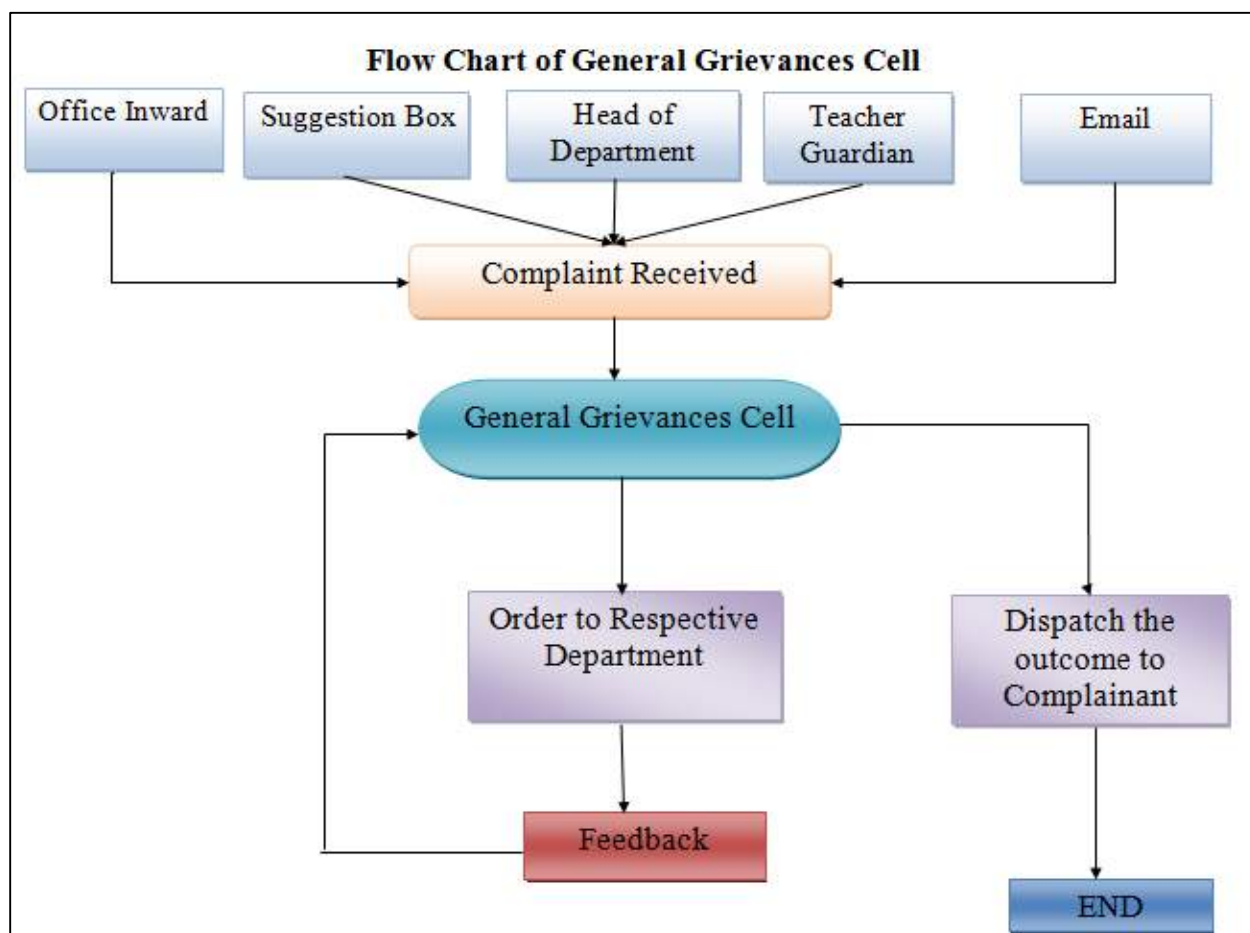 Flow Chart of General Grievances Cell
Office Inward
Suggestion Box
Head of
Department
Teacher
Guardian
Email
Complaint Received
General Grievances Cell
Order to Respective
Department
Dispatch the
outcome to
Complainant
Feedback
END